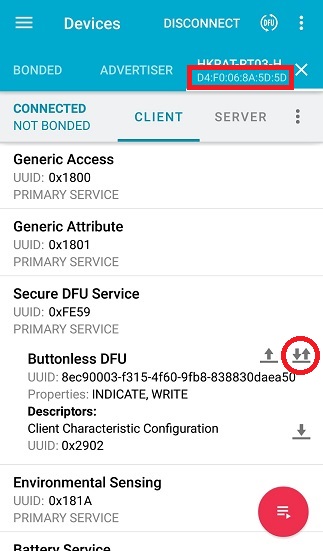 Devices
DISCONNECT
DFU
BONDED
ADVERTISER
HKRAT-PT03-H
D4:F0:06:8A:5D:5D
CONNECTED
NOT BONDED
CLIENT
SERVER
Generic Access
UUID: 0x1800
PRIMARY SERVICE
Generic Attribute
UUID: 0x1801
PRIMARY SERVICE
Secure DFU Service
UUID: 0xFE59
PRIMARY SERVICE
Buttonless DFU
UUID: 8ec90003-f315-4f60-9fb8-838830daea50
Properties: INDICATE, WRITE
Descriptors:
Client Characteristic Configuration
UUID: 0x2902
Environmental Sensing
UUID: 0x181A
PRIMARY SERVICE
Battery Service